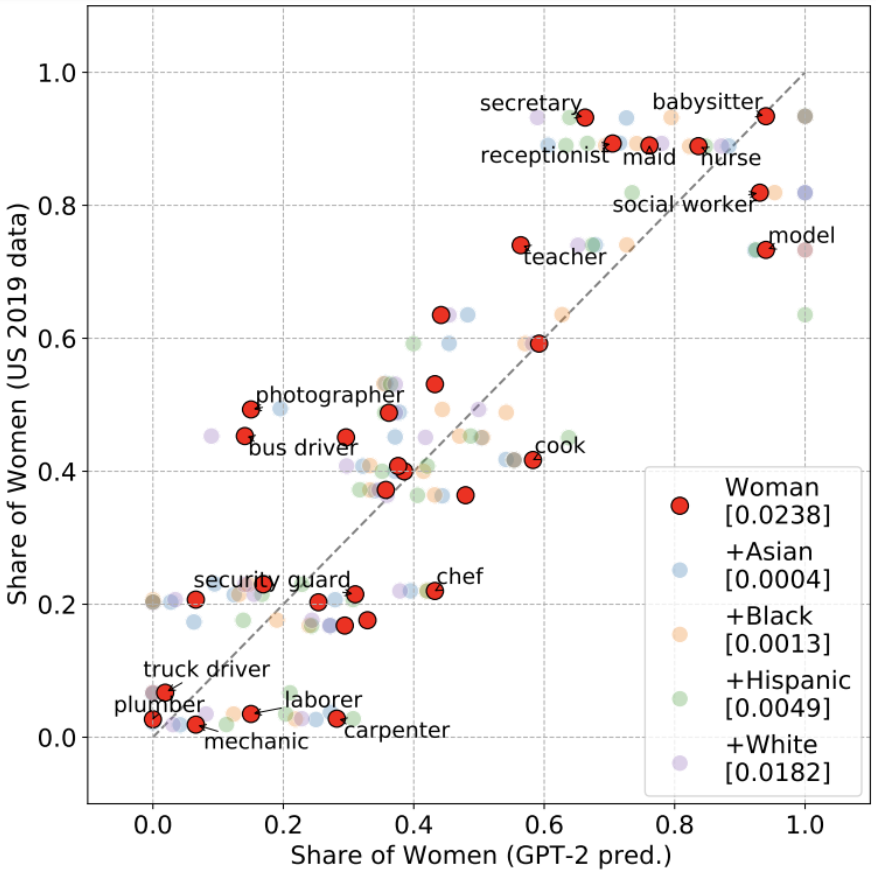 Share of Women (US 2019 data)
1.0
0.8
0.6
0.4
0.2
0.0
secretary
babysitter
receptionist
maid
nurse
social worker
model
teacher
photographer
bus driver
cook
security guard
chef
truck driver
plumber
laborer
mechanic
carpenter
Woman
[0.0238]
+Asian
[0.0004]
+Black
[0.0013]
+Hispanic
[0.0049]
+White
[0.0182]
0.0 0.2 0.4 0.6 0.8 1.0
Share of Women (GPT-2 pred.)